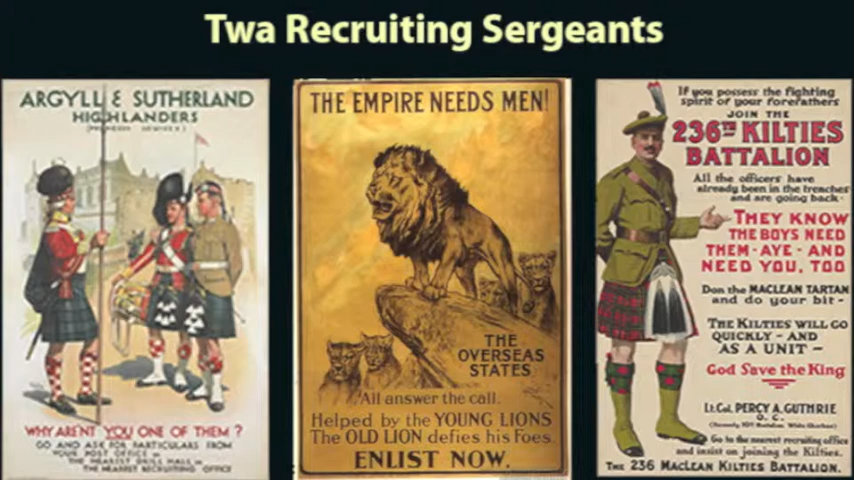 Twa Recruiting Sergeants
ARGYLL & SUTHERLAND
HIGHLANDERS
WHY AREN'T YOU ONE OF THEM ?
GO AND ASK FOR PARTICULARS FROM
YOUR POST OFFICE OR
THE NEAREST DRILL HALL OR
THE NEAREST RECRUITING OFFICE
THE EMPIRE NEEDS MEN!
THE
OVERSEAS
STATES
All answer the call.
Helped by the YOUNG LIONS
The OLD LION defies his Foes.
ENLIST NOW.
If you possess the fighting
spirit of your forefathers
JOIN THE
236TH KILTIES
BATTALION
All the officers have
already been in the trenches
and are going back-
THEY KNOW
THE BOYS NEED
THEM - AYE - AND
NEED YOU, TOO
Don the MACLEAN TARTAN
and do your bit -
THE KILTIES WILL GO
QUICKLY - AND
AS A UNIT -
God Save the King
Lt. Col. PERCY A. GUTHRIE
O. C.
Go to the nearest recruiting office
and insist on joining the Kilties.
THE 236 MACLEAN KILTIES BATTALION.